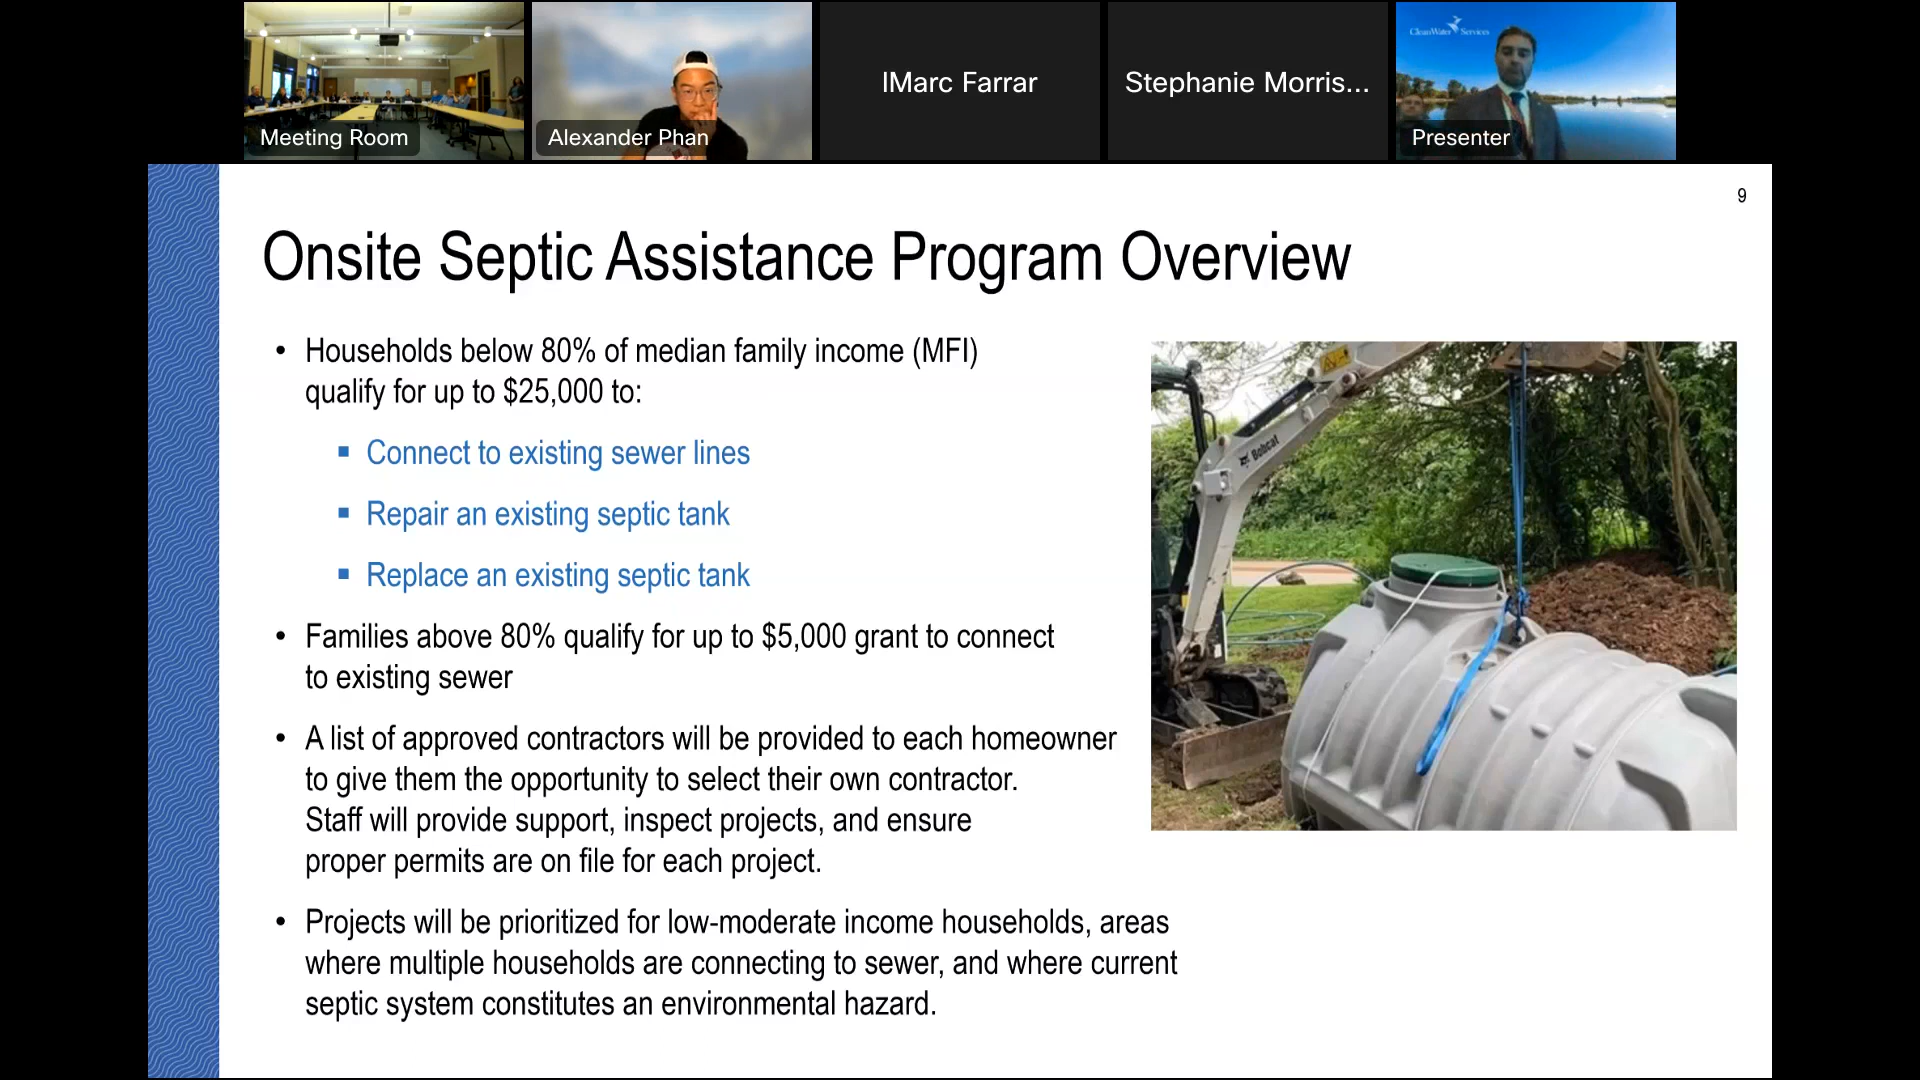 Meeting Room
Alexander Phan
IMarc Farrar
Stephanie Morris...
CleanWater Services
Presenter
9
Onsite Septic Assistance Program Overview
• Households below 80% of median family income (MFI)
qualify for up to $25,000 to:
▪ Connect to existing sewer lines
▪ Repair an existing septic tank
▪ Replace an existing septic tank
• Families above 80% qualify for up to $5,000 grant to connect
to existing sewer
• A list of approved contractors will be provided to each homeowner
to give them the opportunity to select their own contractor.
Staff will provide support, inspect projects, and ensure
proper permits are on file for each project.
• Projects will be prioritized for low-moderate income households, areas
where multiple households are connecting to sewer, and where current
septic system constitutes an environmental hazard.
Bobcat